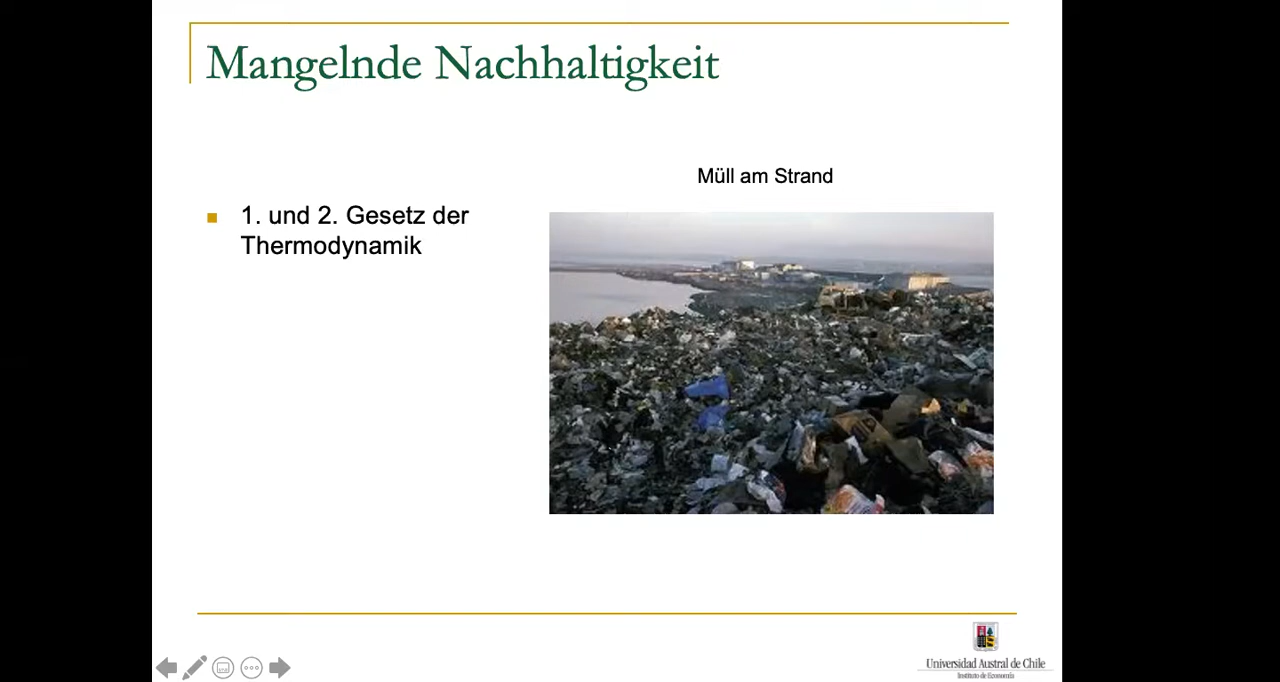 Mangelnde Nachhaltigkeit
Müll am Strand
1. und 2. Gesetz der
Thermodynamik
Universidad Austral de Chile
Instituto de Economía